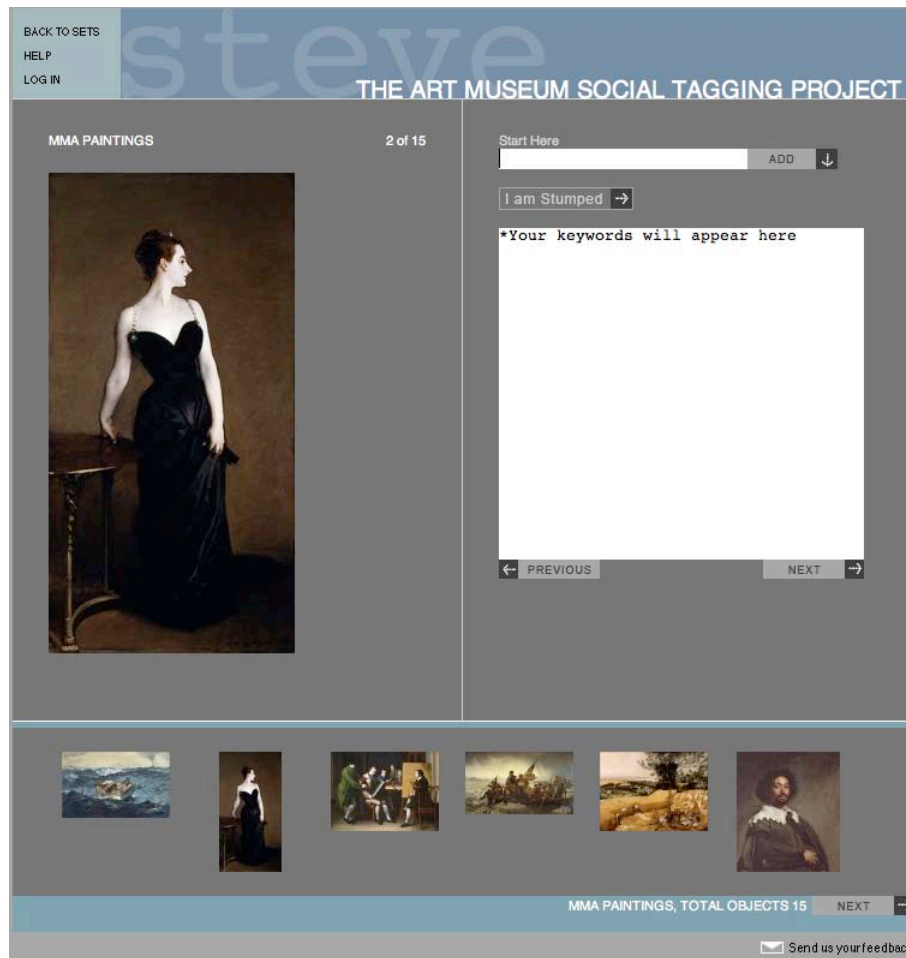 BACK TO SETS
HELP
LOG IN
steve
THE ART MUSEUM SOCIAL TAGGING PROJECT
MMA PAINTINGS
2 of 15
Start Here
ADD
I am Stumped
*Your keywords will appear here
PREVIOUS
NEXT
MMA PAINTINGS, TOTAL OBJECTS 15
NEXT
Send us your feedbac